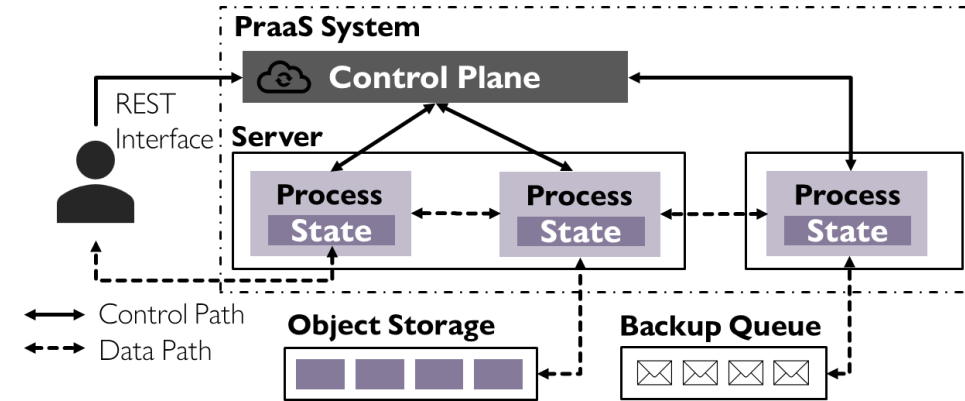 PraaS System
Control Plane
REST
Interface
Server
Process
State
Process
State
Process
State
Control Path
Data Path
Object Storage
Backup Queue